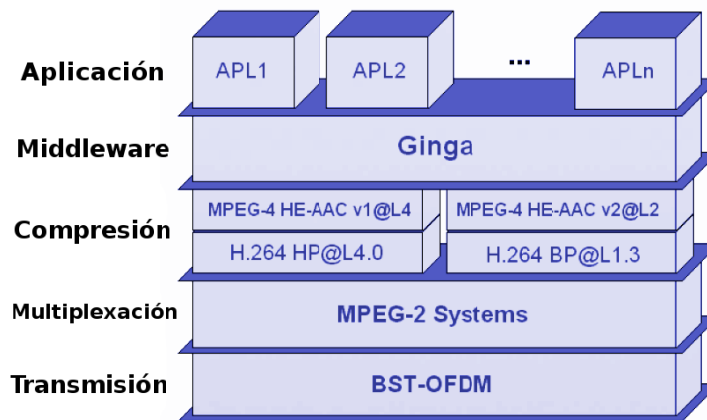 Aplicación APL1 APL2 ... APLn
Middleware Ginga
Compresión
MPEG-4 HE-AAC v1@L4 MPEG-4 HE-AAC v2@L2
H.264 HP@L4.0 H.264 BP@L1.3
Multiplexación MPEG-2 Systems
Transmisión BST-OFDM